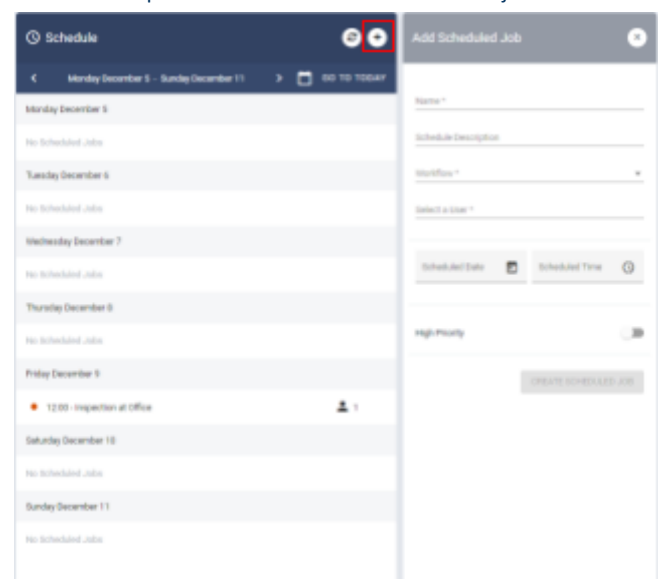 Schedule
Monday December 5 - Sunday December 11
GO TO TODAY
Monday December 5
No Scheduled Jobs
Tuesday December 6
No Scheduled Jobs
Wednesday December 7
No Scheduled Jobs
Thursday December 8
No Scheduled Jobs
Friday December 9
12:00 - Inspection at Office
1
Saturday December 10
No Scheduled Jobs
Sunday December 11
No Scheduled Jobs
Add Scheduled Job
Name *
Schedule Description
Workflow *
Select a User *
Scheduled Date
Scheduled Time
High Priority
CREATE SCHEDULED JOB